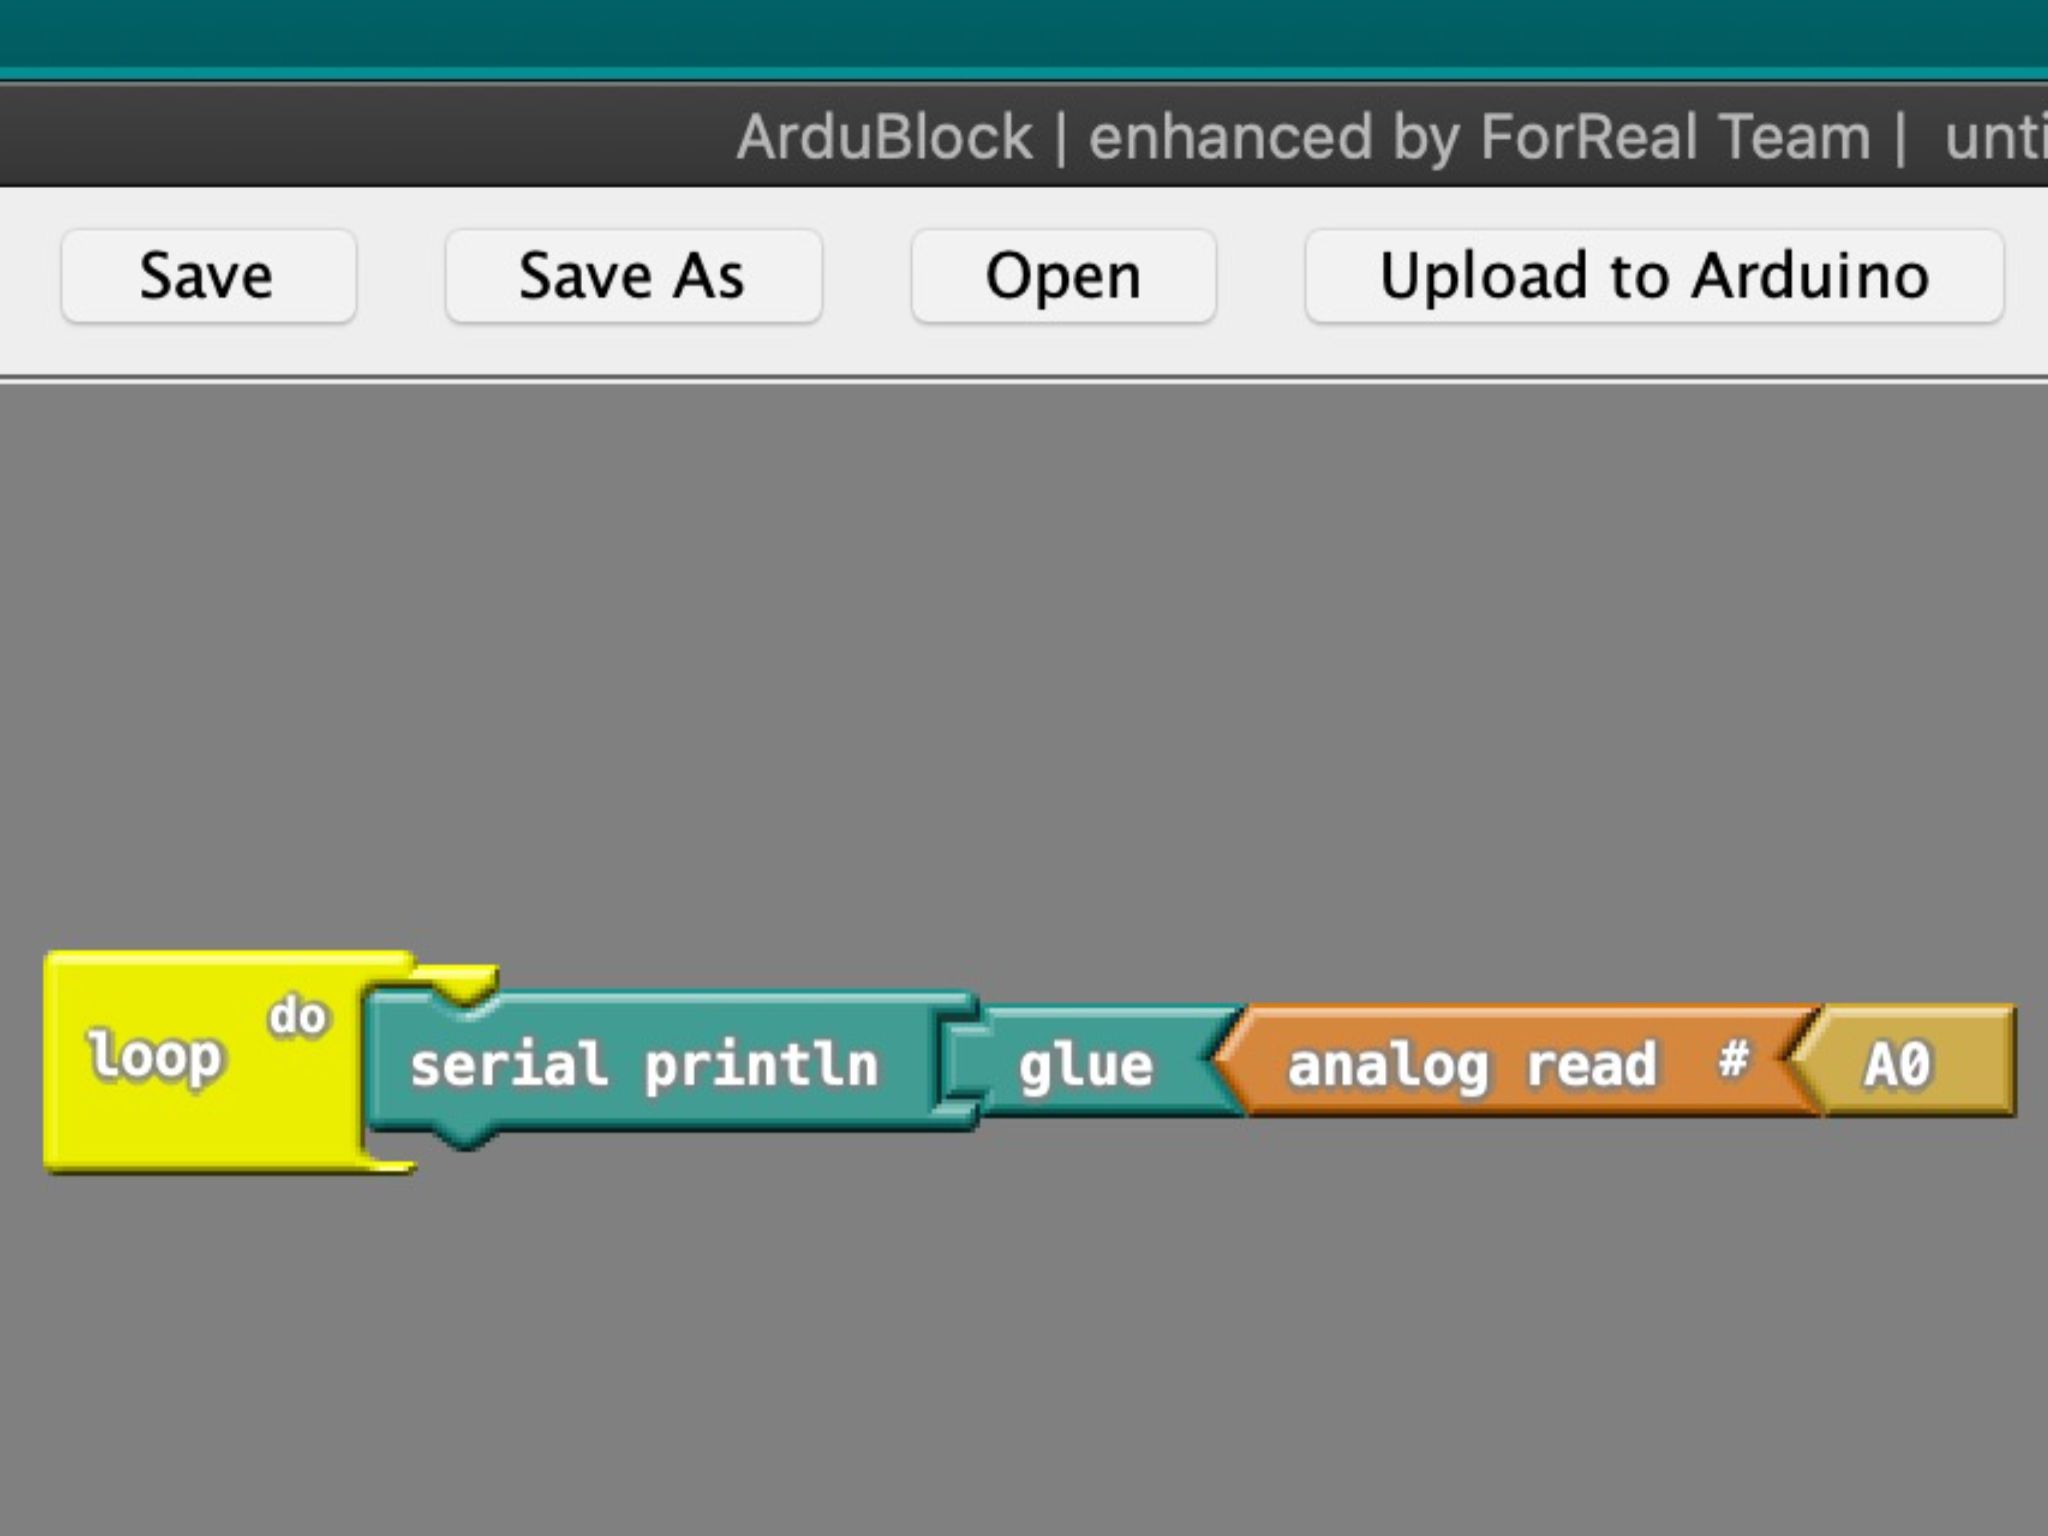 ArduBlock | enhanced by ForReal Team | unti
Save Save As Open Upload to Arduino
loop do serial println glue analog read # A0